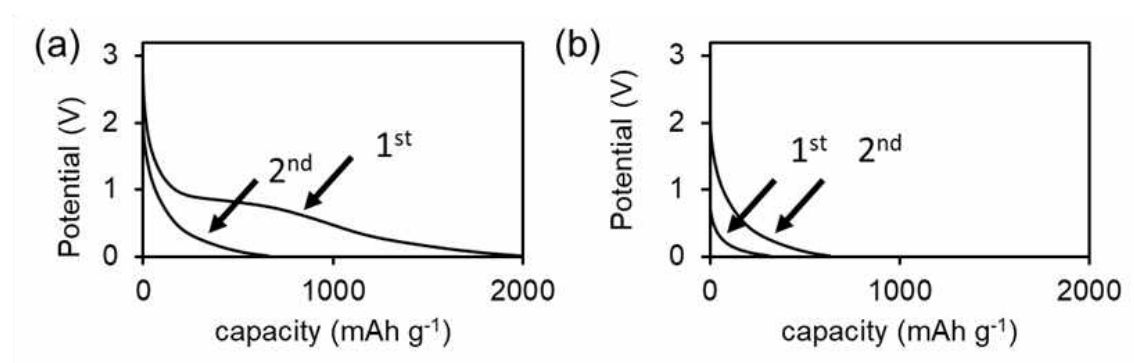 (a)
Potential (V)
3
2
1
0
2nd
1st
0 1000 2000
capacity (mAh g-1)
(b)
Potential (V)
3
2
1
0
1st 2nd
0 1000 2000
capacity (mAh g-1)